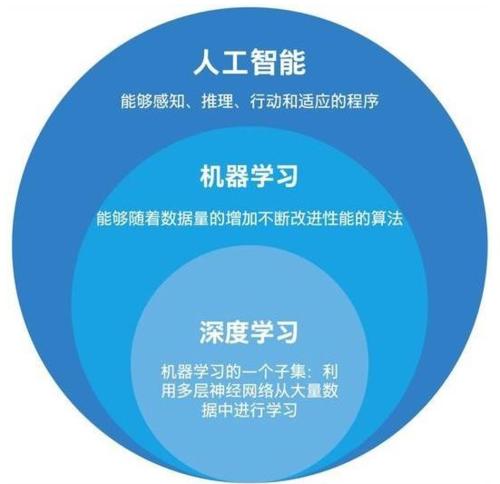 人工智能
能够感知、推理、行动和适应的程序
机器学习
能够随着数据量的增加不断改进性能的算法
深度学习
机器学习的一个子集：利
用多层神经网络从大量数
据中进行学习